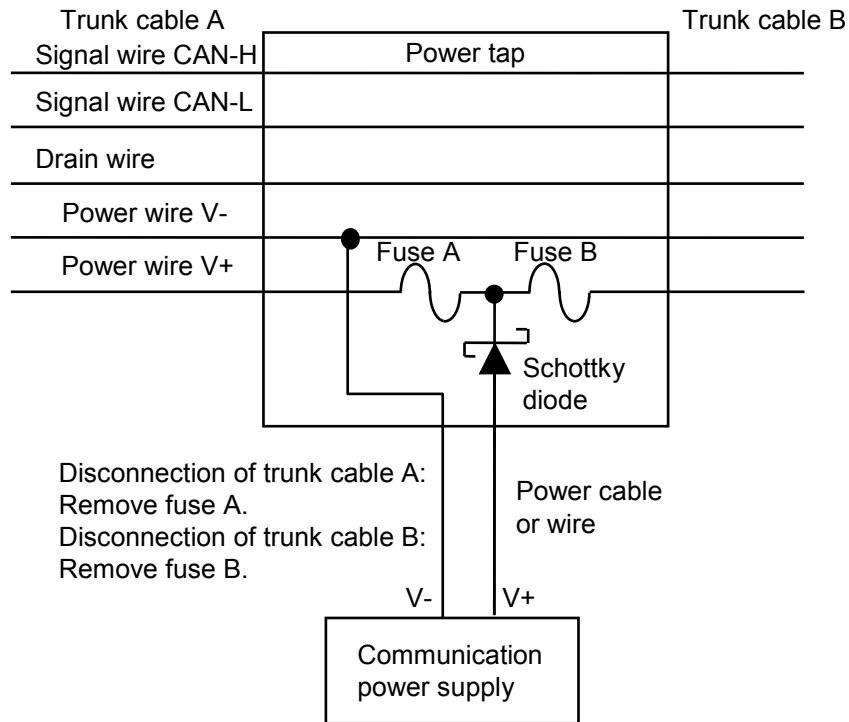 Trunk cable A
Trunk cable B
Signal wire CAN-H
Power tap
Signal wire CAN-L
Drain wire
Power wire V-
Power wire V+
Fuse A
Fuse B
Schottky
diode
Disconnection of trunk cable A:
Remove fuse A.
Disconnection of trunk cable B:
Remove fuse B.
Power cable
or wire
V-
V+
Communication
power supply